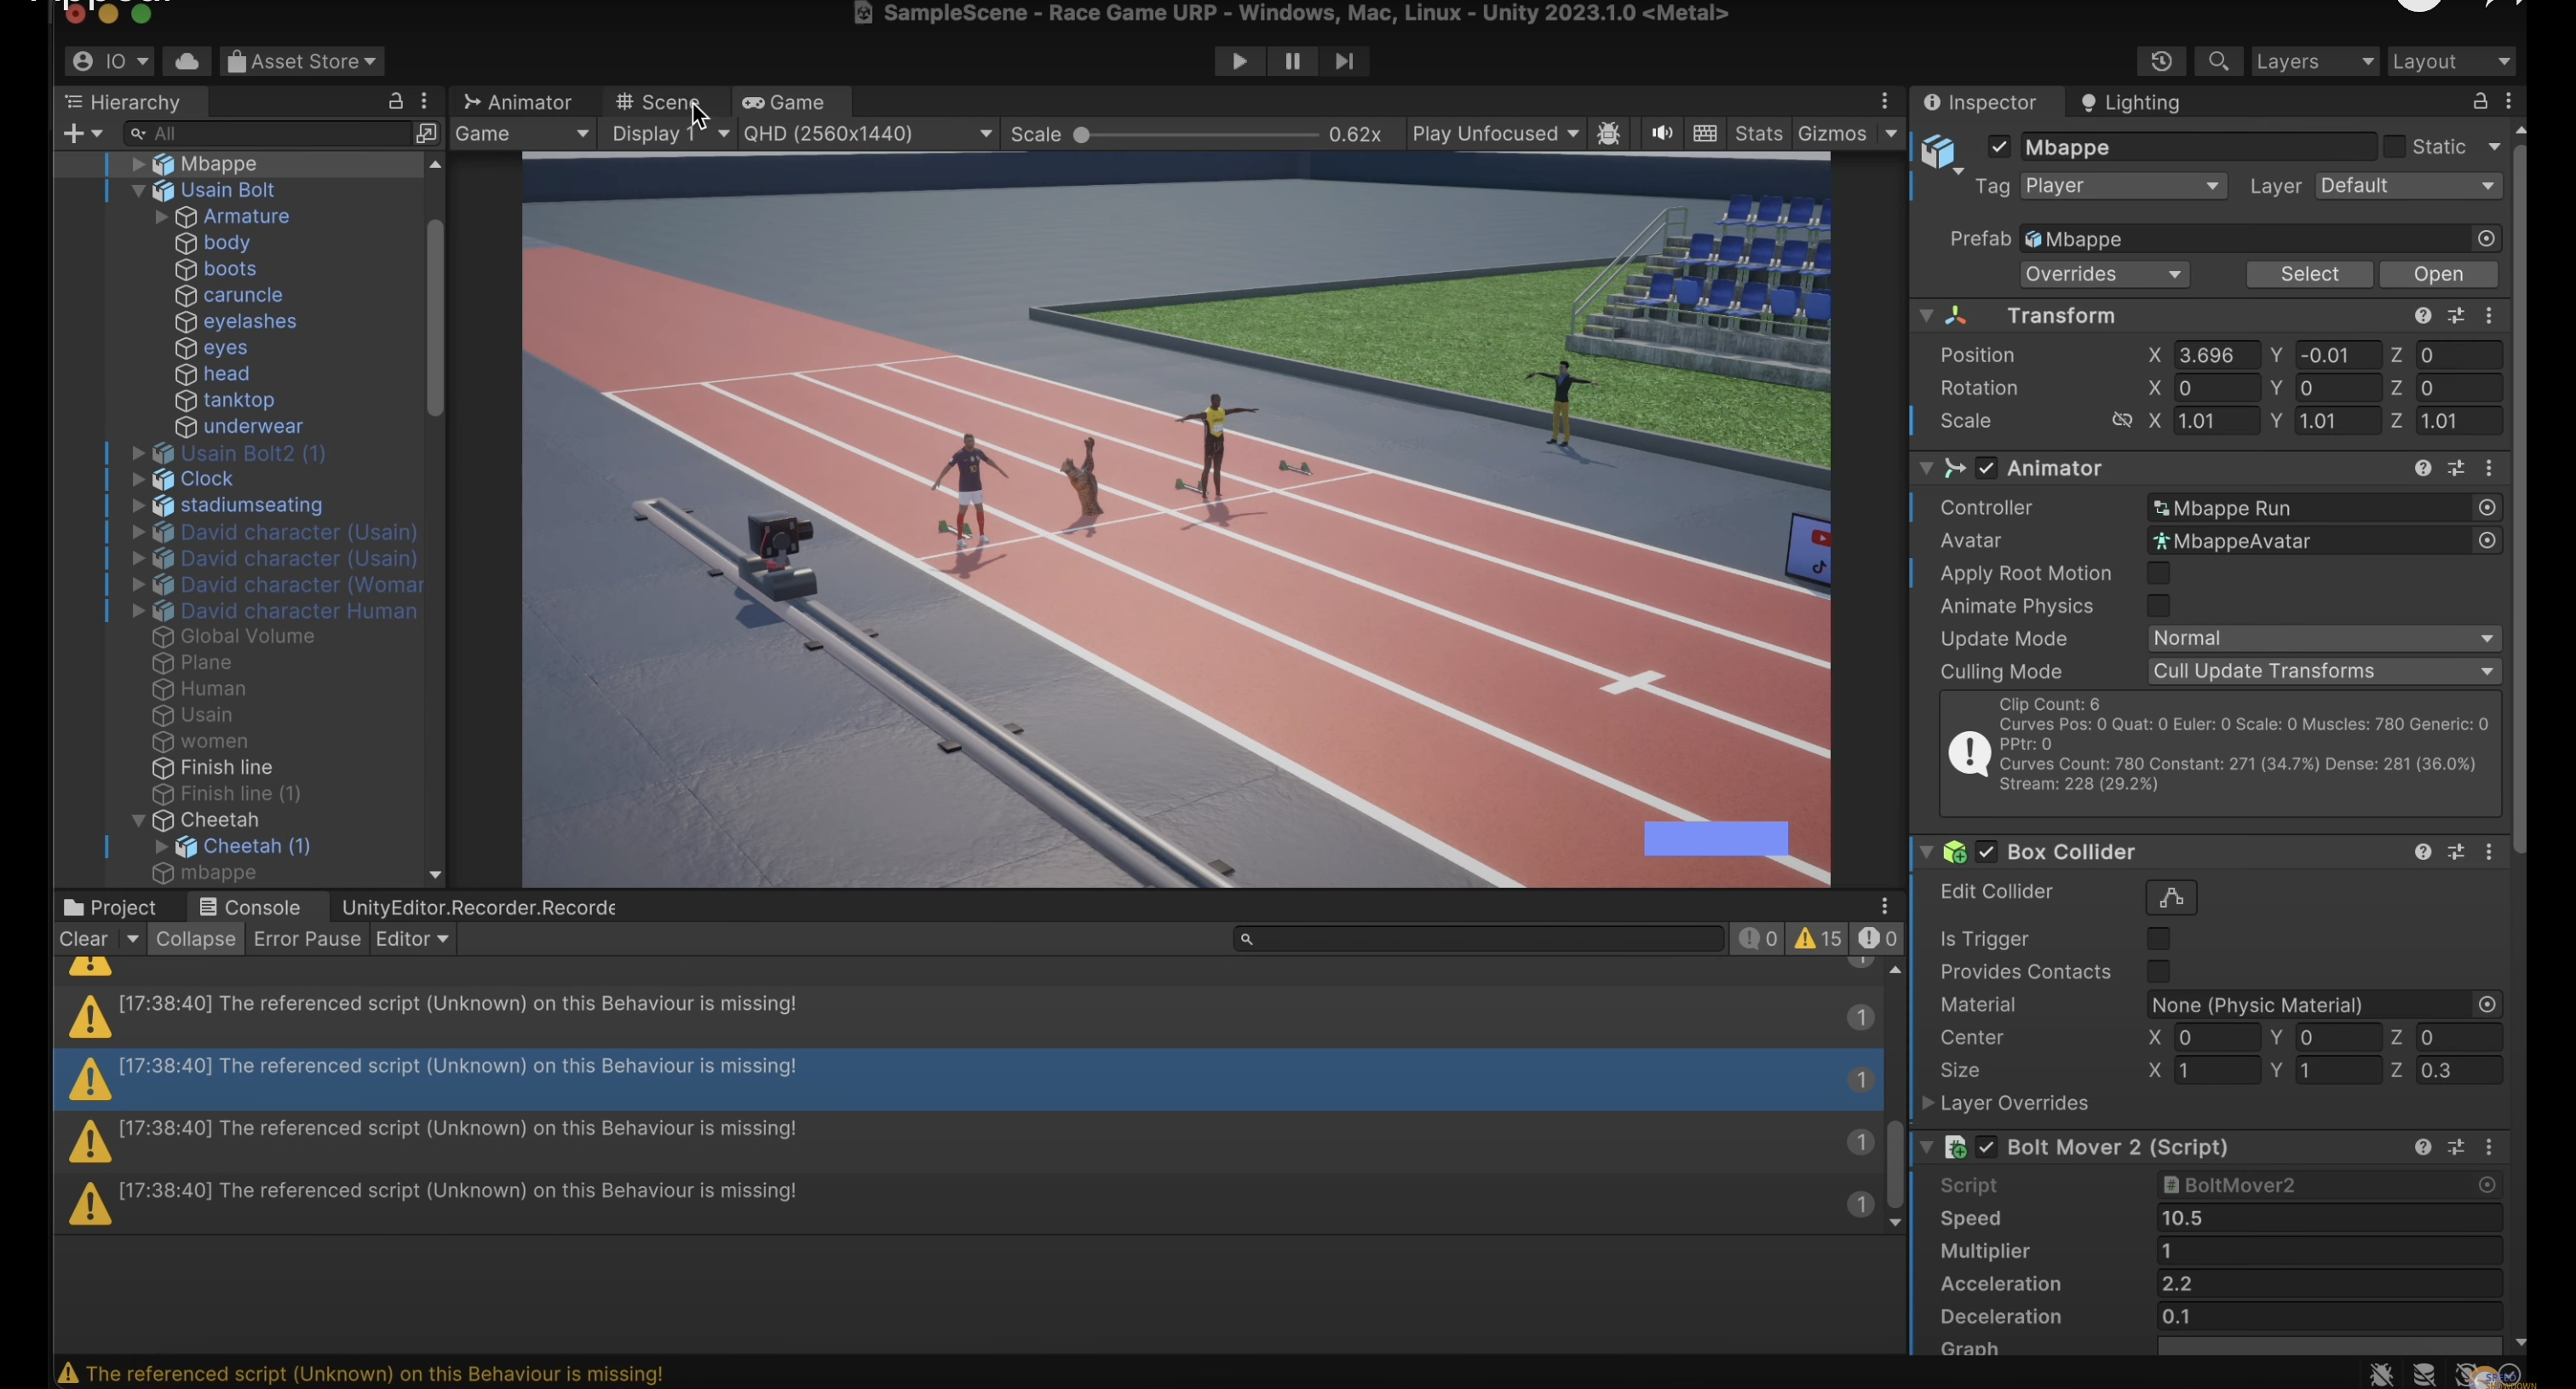 SampleScene - Race Game URP - Windows, Mac, Linux - Unity 2023.1.0 <Metal>
IO
Asset Store
Layers
Layout
Hierarchy
All
Mbappe
Usain Bolt
Armature
body
boots
caruncle
eyelashes
eyes
head
tanktop
underwear
Usain Bolt2 (1)
Clock
stadiumseating
David character (Usain)
David character (Usain)
David character (Womar
David character Human
Global Volume
Plane
Human
Usain
women
Finish line
Finish line (1)
Cheetah
Cheetah (1)
mbappe
Animator
Scene
Game
Game
Display 1
QHD (2560x1440)
Scale
0.62x
Play Unfocused
Stats
Gizmos
10
Inspector
Lighting
Mbappe
Static
Tag
Player
Layer
Default
Prefab
Mbappe
Overrides
Select
Open
Transform
Position X 3.696 Y -0.01 Z 0
Rotation X 0 Y 0 Z 0
Scale X 1.01 Y 1.01 Z 1.01
Animator
Controller Mbappe Run
Avatar MbappeAvatar
Apply Root Motion
Animate Physics
Update Mode Normal
Culling Mode Cull Update Transforms
Clip Count: 6
Curves Pos: 0 Quat: 0 Euler: 0 Scale: 0 Muscles: 780 Generic: 0
PPtr: 0
Curves Count: 780 Constant: 271 (34.7%) Dense: 281 (36.0%)
Stream: 228 (29.2%)
Box Collider
Edit Collider
Is Trigger
Provides Contacts
Material None (Physic Material)
Center X 0 Y 0 Z 0
Size X 1 Y 1 Z 0.3
Layer Overrides
Bolt Mover 2 (Script)
Script # BoltMover2
Speed 10.5
Multiplier 1
Acceleration 2.2
Deceleration 0.1
Graph
Project
Console
UnityEditor.Recorder.Recorde
Clear
Collapse
Error Pause
Editor
0
15
0
[17:38:40] The referenced script (Unknown) on this Behaviour is missing!
1
[17:38:40] The referenced script (Unknown) on this Behaviour is missing!
1
[17:38:40] The referenced script (Unknown) on this Behaviour is missing!
1
[17:38:40] The referenced script (Unknown) on this Behaviour is missing!
1
The referenced script (Unknown) on this Behaviour is missing!